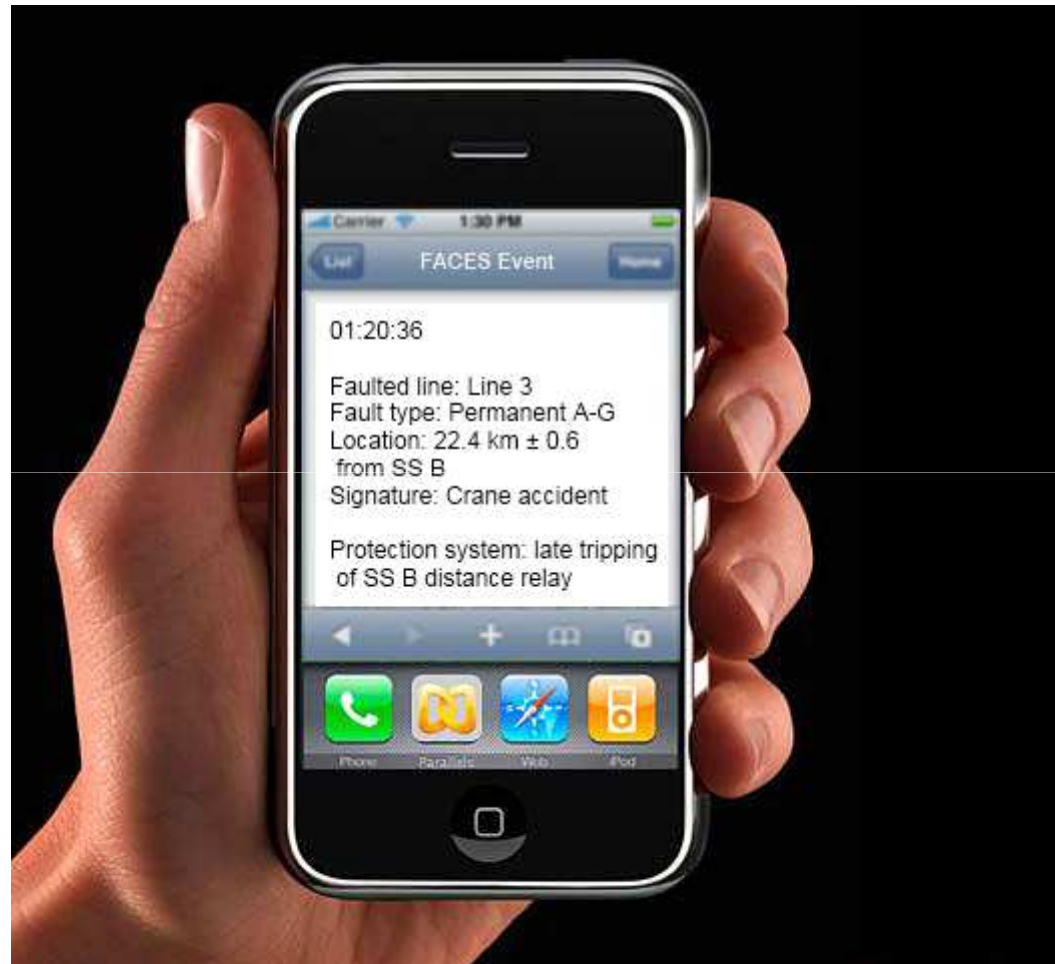 Carrier 1:30 PM
List FACES Event Home
01:20:36
Faulted line: Line 3
Fault type: Permanent A-G
Location: 22.4 km ± 0.6
from SS B
Signature: Crane accident
Protection system: late tripping
of SS B distance relay
Phone Parallels Web iPod